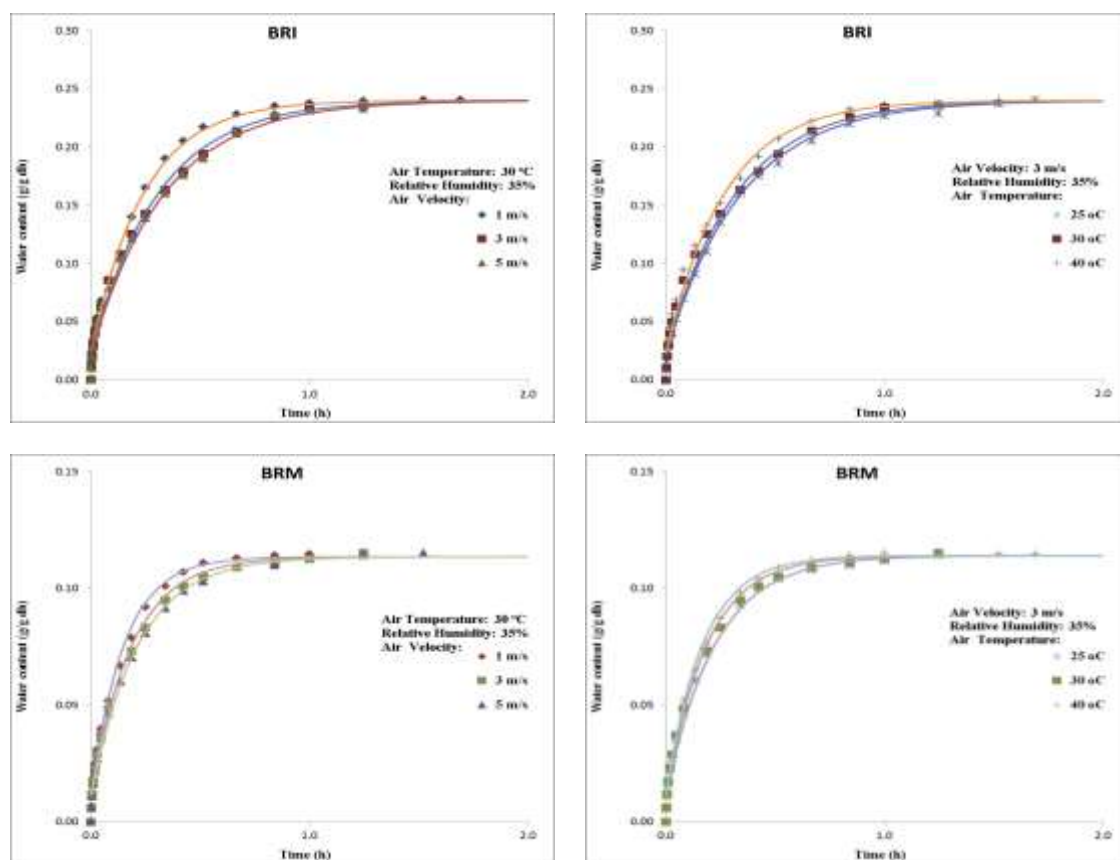 BRI
0.30
0.25
0.20
0.15
0.10
0.05
0.00
Water content (g/g db)
Air Temperature: 30 °C
Relative Humidity: 35%
Air Velocity:
1 m/s
3 m/s
5 m/s
0.0 1.0 2.0
Time (h)
BRI
0.30
0.25
0.20
0.15
0.10
0.05
0.00
Water content (g/g db)
Air Velocity: 3 m/s
Relative Humidity: 35%
Air Temperature:
25 oC
30 oC
40 oC
0.0 1.0 2.0
Time (h)
BRM
0.15
0.10
0.05
0.00
Water content (g/g db)
Air Temperature: 30 °C
Relative Humidity: 35%
Air Velocity:
1 m/s
3 m/s
5 m/s
0.0 1.0 2.0
Time (h)
BRM
0.15
0.10
0.05
0.00
Water content (g/g db)
Air Velocity: 3 m/s
Relative Humidity: 35%
Air Temperature:
25 oC
30 oC
40 oC
0.0 1.0 2.0
Time (h)